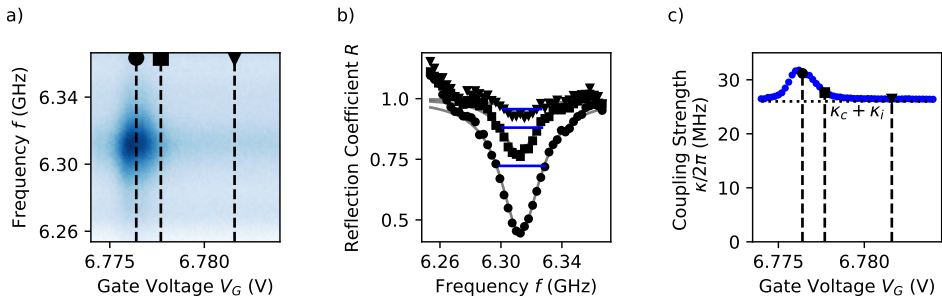 a)
b)
c)
Frequency f (GHz)
6.34
6.30
6.26
6.775
6.780
Gate Voltage V_G (V)
Reflection Coefficient R
1.0
0.75
0.5
6.26
6.30
6.34
Frequency f (GHz)
Coupling Strength
κ/2π (MHz)
30
20
10
0
κ_c + κ_i
6.775
6.780
Gate Voltage V_G (V)